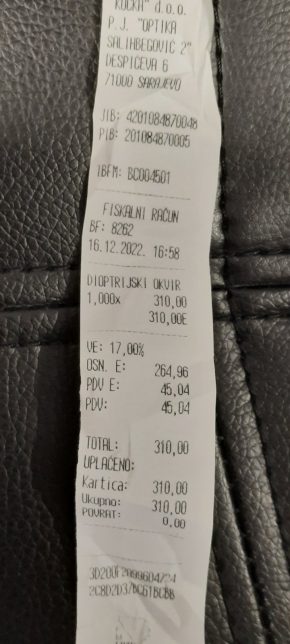 KOCKA" d.o.o.
P.J. "OPTIKA
SALIHBEGOVIĆ 2"
DESPIĆEVA 6
71000 SARAJEVO
JIB: 4201084870048
PIB: 201084870005
IBFM: BC004501
FISKALNI RAČUN
BF: 8262
16.12.2022. 16:58
DIOPTRIJSKI OKVIR
1,000x 310,00
310,00E
VE: 17,00%
OSN. E: 264,96
PDV E: 45,04
PDV: 45,04
TOTAL: 310,00
UPLAĆENO:
Kartica: 310,00
Ukupno: 310,00
POVRAT: 0,00